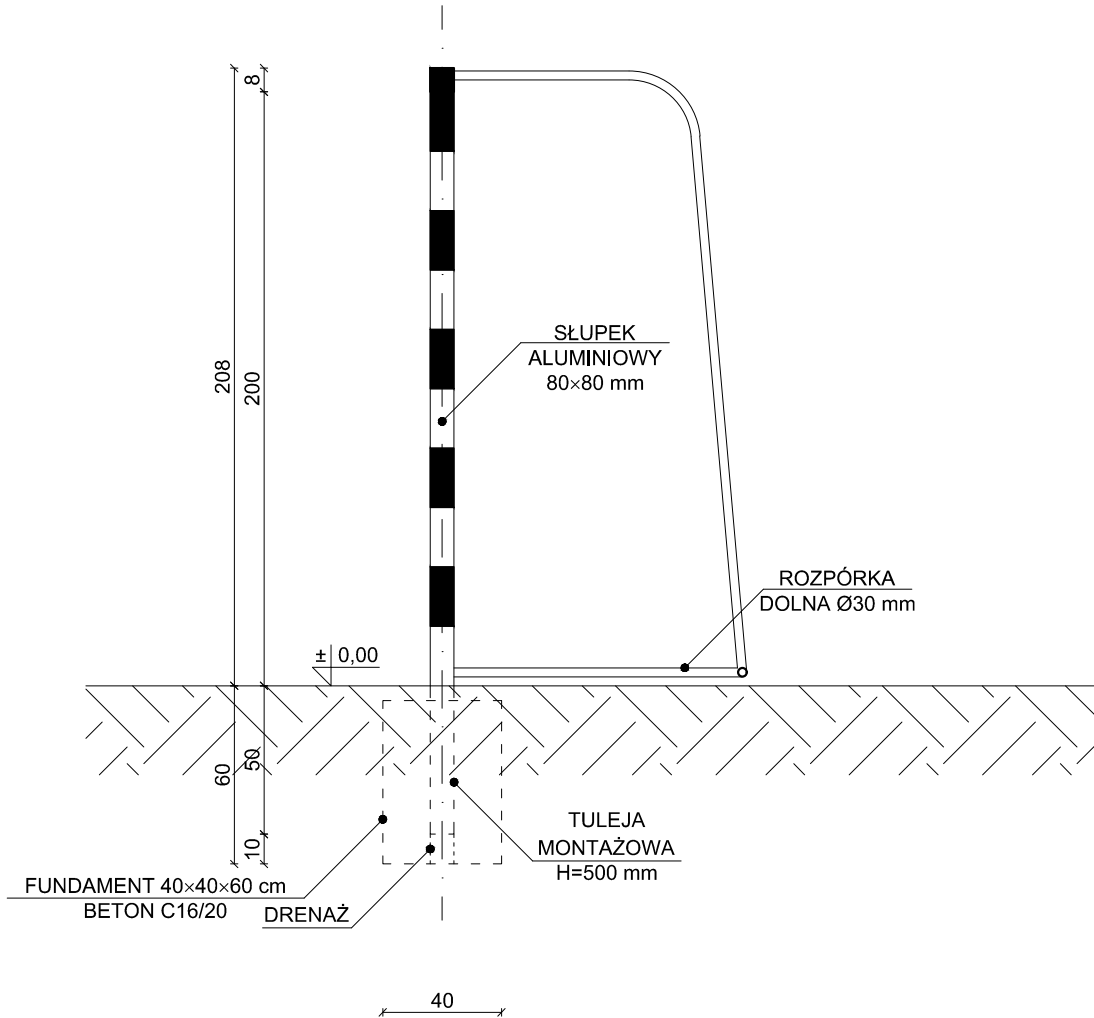 8
208
200
SŁUPEK
ALUMINIOWY
80×80 mm
ROZPÓRKA
DOLNA Ø30 mm
± 0,00
60
50
10
TULEJA
MONTAŻOWA
H=500 mm
FUNDAMENT 40×40×60 cm
BETON C16/20
DRENAŻ
40